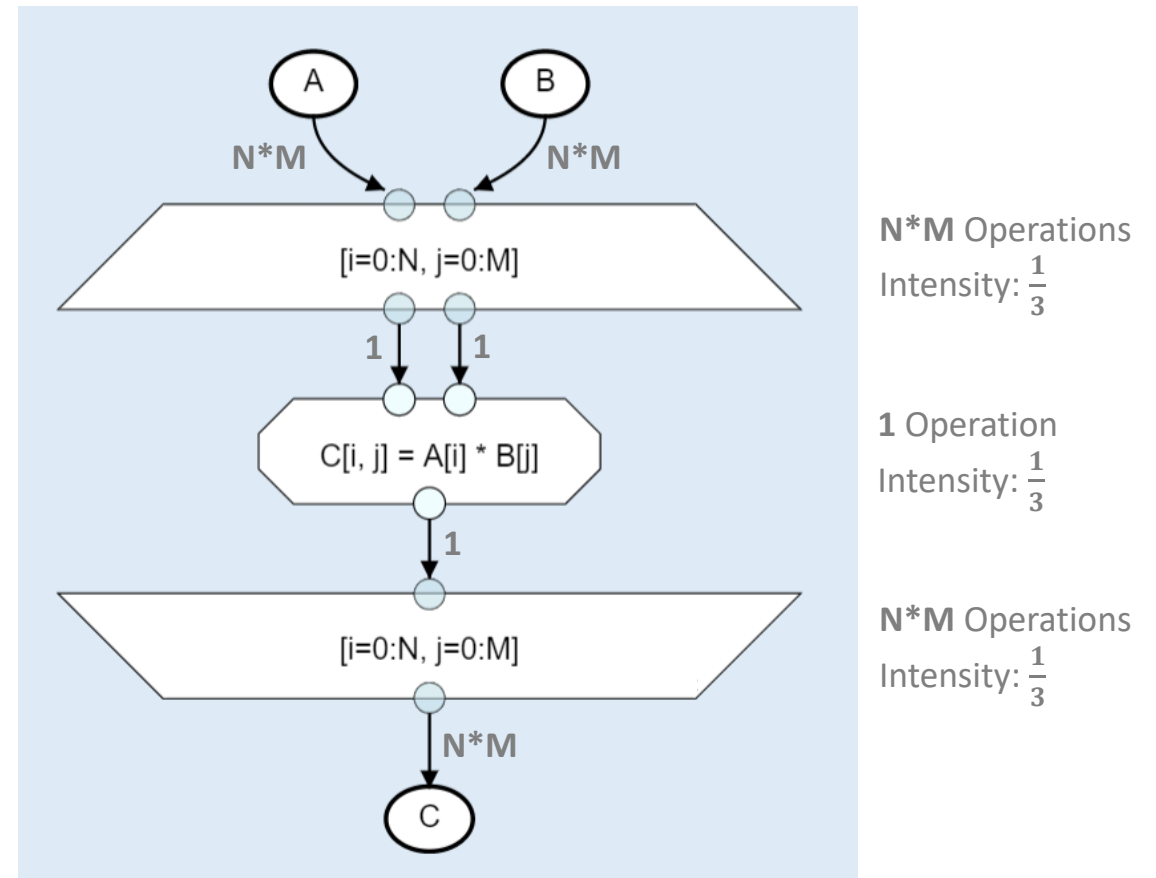 A
B
N*M
N*M
[i=0:N, j=0:M]
N*M Operations
Intensity: 1/3
1
1
C[i, j] = A[i] * B[j]
1 Operation
Intensity: 1/3
1
[i=0:N, j=0:M]
N*M Operations
Intensity: 1/3
N*M
C